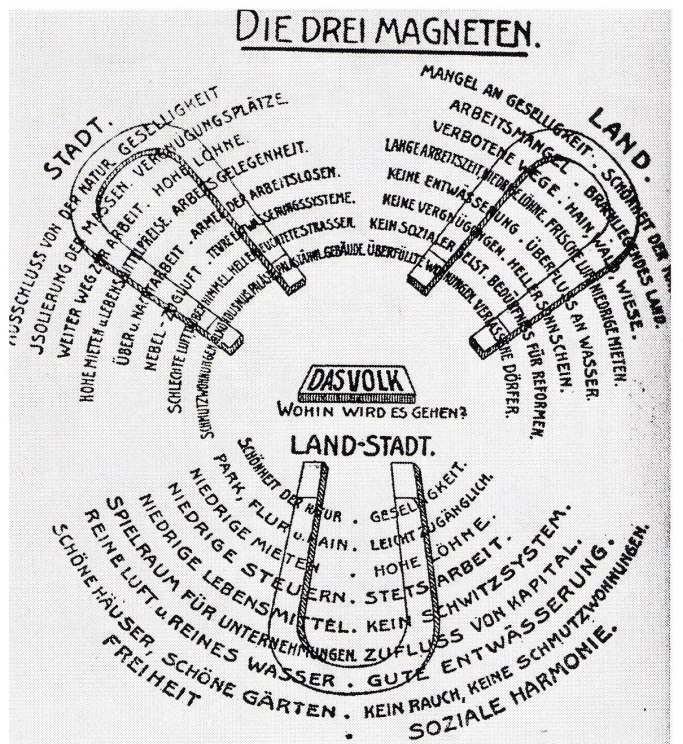 DIE DREI MAGNETEN.
STADT.
AUSSCHLUSS VON DER NATUR. GESELLIGKEIT
JSOLIERUNG DER MASSEN. VERGNÜGUNGSPLÄTZE.
WEITER WEG ZUR ARBEIT. HOHE LÖHNE.
HOHE MIETEN u. LEBENSMITTELPREISE. ARBEITSGELEGENHEIT.
ÜBER u. NACHTARBEIT. ARMEE DER ARBEITSLOSEN.
NEBEL - ZUGLUFT. TEURE ENTWÄSSERUNGSSYSTEME.
SCHLECHTE LUFT HIMMEL. HELLERLEUCHTETE STRASSEN.
SCHMUTZWOHNUNGEN GEBÄUDE.
LAND.
MANGEL AN GESELLIGKEIT. SCHÖNHEIT DER
ARBEITSMANGEL. BRACHLIEGENDES LAND.
VERBOTENE WEGE. HAIN, WALD, WIESE.
LANGE ARBEITSZEIT, NIEDRIGE LÖHNE. FRISCHE LUFT, NIEDRIGE MIETEN.
KEINE ENTWÄSSERUNG. ÜBERFLUSS AN WASSER.
KEINE VERGNÜGUNGEN. HELLER SONNSCHEIN.
KEIN SOZIALER GEIST. BEDÜRFNIS FÜR REFORMEN.
ÜBERFÜLLTE WOHNUNGEN. VERLASSENE DÖRFER.
DAS VOLK
WOHIN WIRD ES GEHEN?
LAND-STADT.
SCHÖNHEIT DER NATUR. GESELLIGKEIT.
PARK, FLUR u. HAIN. LEICHT ZUGÄNGLICH.
NIEDRIGE MIETEN. HOHE LÖHNE.
NIEDRIGE STEUERN. STETS ARBEIT.
NIEDRIGE LEBENSMITTEL. KEIN SCHWITZSYSTEM.
SPIELRAUM FÜR UNTERNEHMUNGEN. ZUFLUSS VON KAPITAL.
REINE LUFT u. REINES WASSER. GUTE ENTWÄSSERUNG.
SCHÖNE HÄUSER, SCHÖNE GÄRTEN. KEIN RAUCH, KEINE SCHMUTZWOHNUNGEN.
FREIHEIT . SOZIALE HARMONIE.